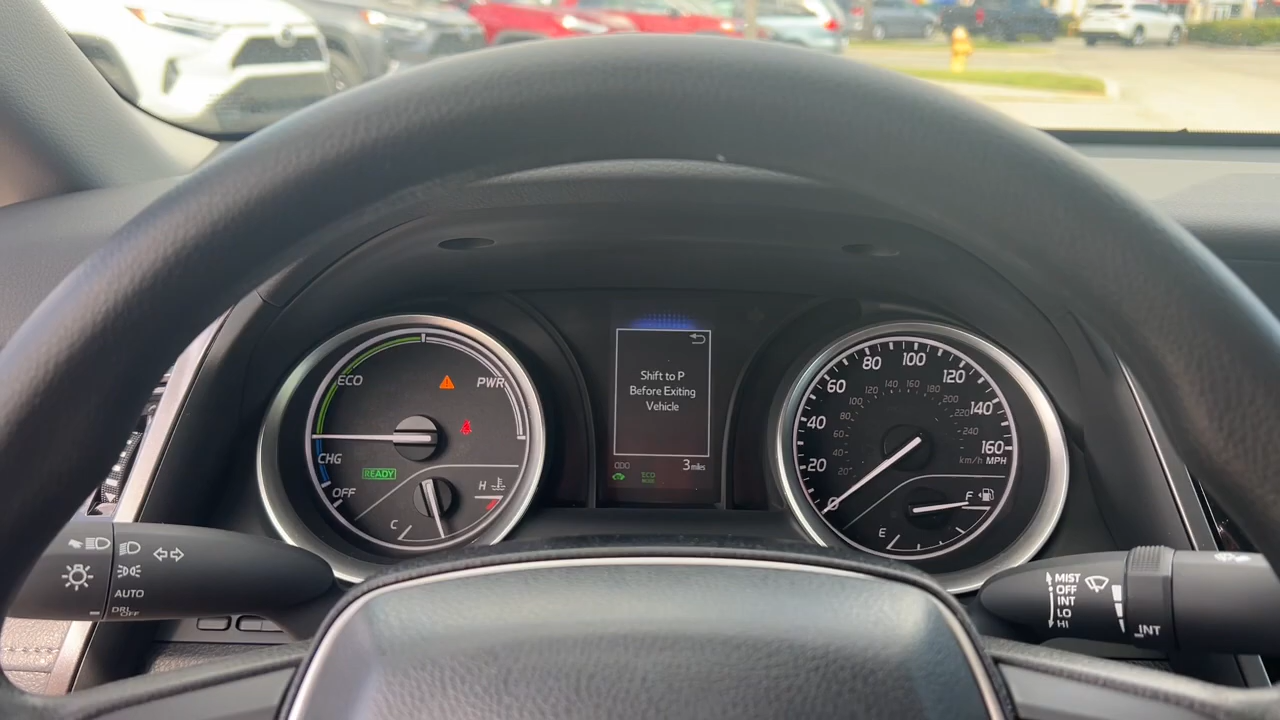 ECO
PWR
CHG
READY
OFF
C
H
Shift to P
Before Exiting
Vehicle
ODO
3 miles
ECO
0
20
40
60
80
100
120
140
160
20
40
60
80
100
120
140
160
180
200
220
240
km/h MPH
F
E
AUTO
DRL
OFF
MIST
OFF
INT
LO
HI
INT